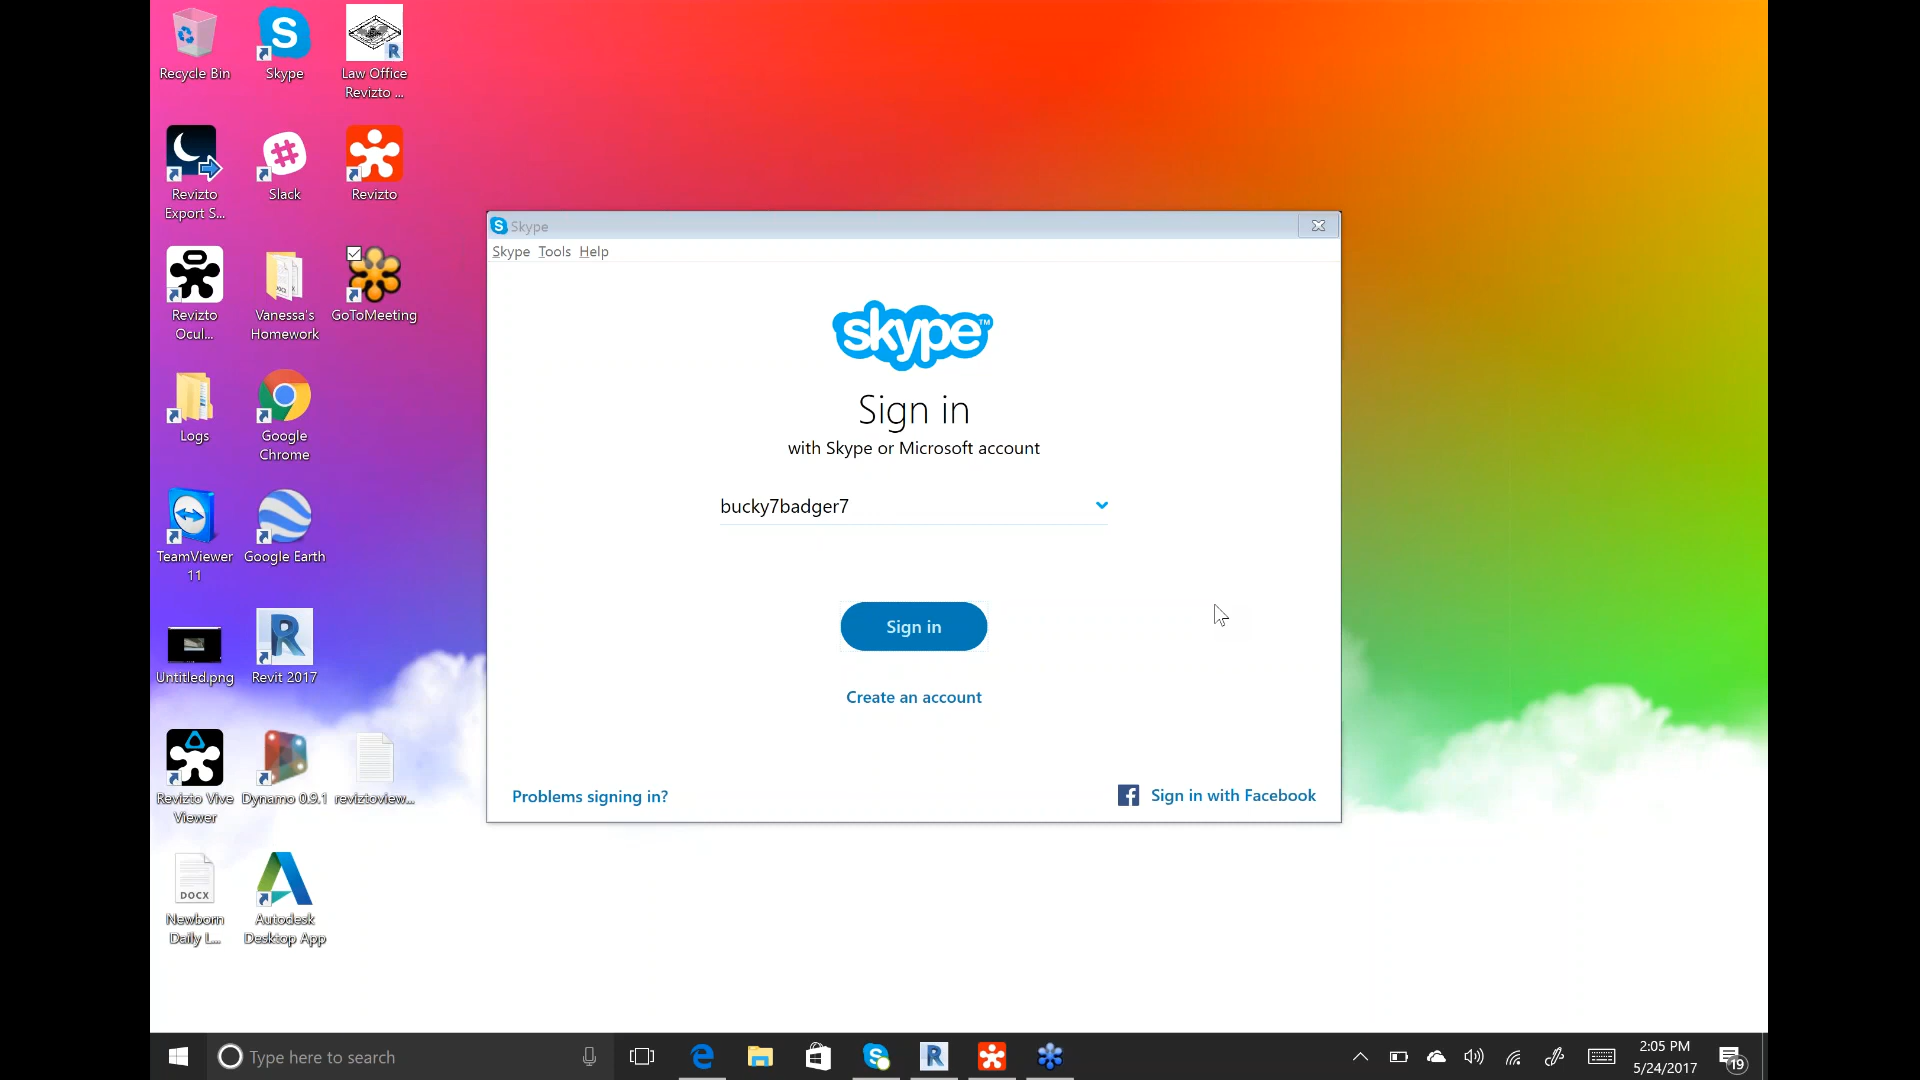 Recycle Bin
Skype
Law Office
Revizto ...
Revizto
Export S...
Slack
Revizto
Revizto
Ocul...
Vanessa's
Homework
GoToMeeting
Logs
Google
Chrome
TeamViewer
11
Google Earth
Untitled.png
Revit 2017
Revizto Vive
Viewer
Dynamo 0.9.1
reviztoview...
DOCX
Newborn
Daily L...
Autodesk
Desktop App
Skype
Skype Tools Help
skype™
Sign in
with Skype or Microsoft account
bucky7badger7
Sign in
Create an account
Problems signing in?
Sign in with Facebook
Type here to search
2:05 PM
5/24/2017
19